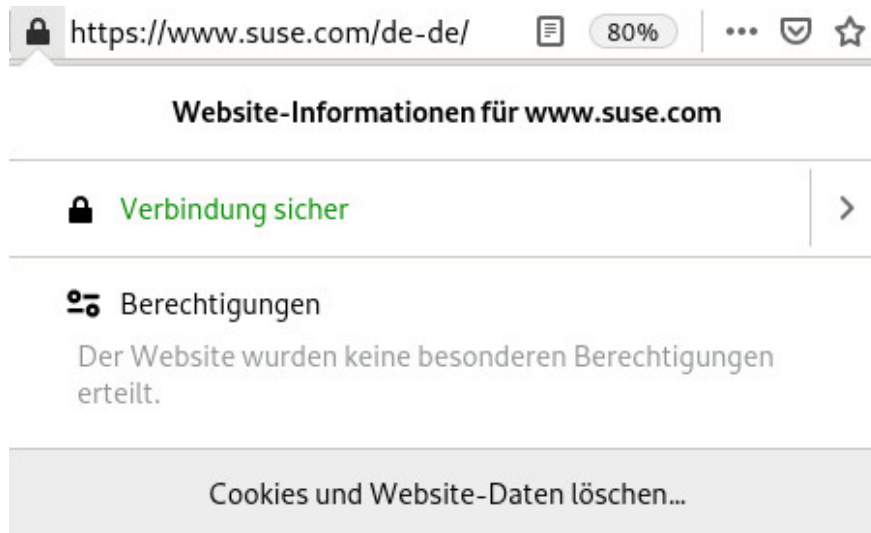 https://www.suse.com/de-de/ 80%
Website-Informationen für www.suse.com
Verbindung sicher
Berechtigungen
Der Website wurden keine besonderen Berechtigungen
erteilt.
Cookies und Website-Daten löschen...